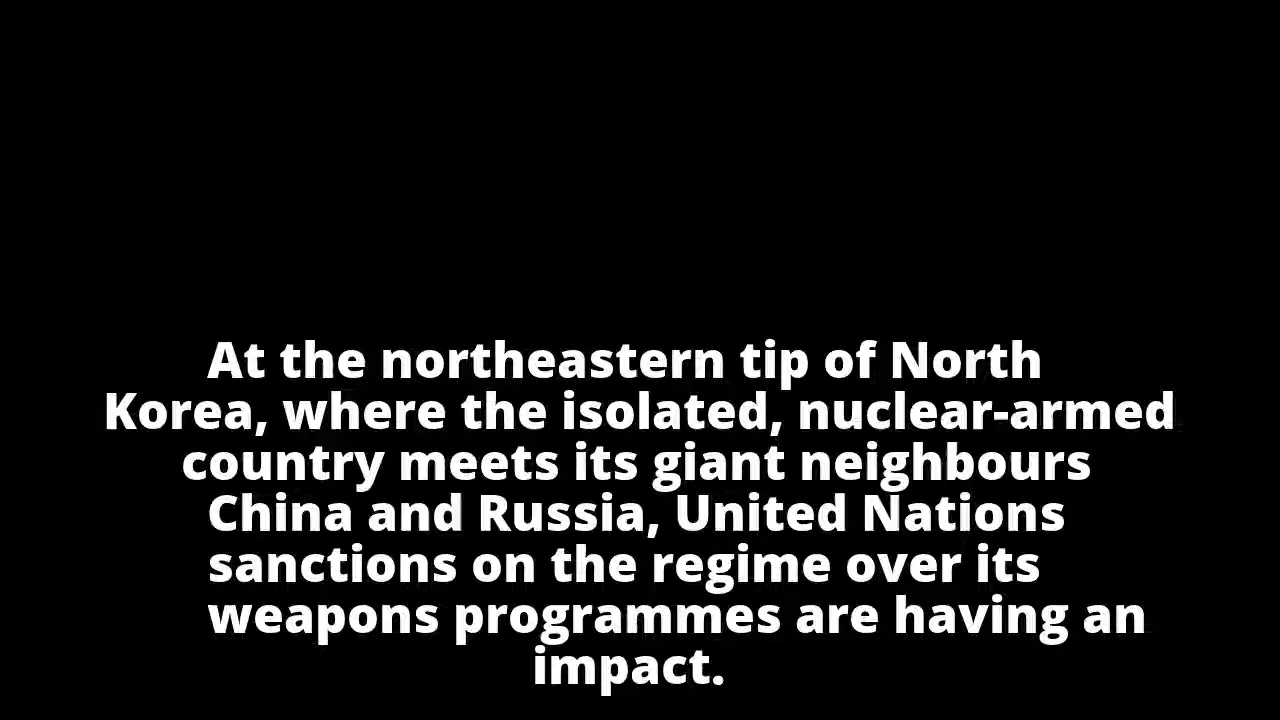 At the northeastern tip of North
Korea, where the isolated, nuclear-armed
country meets its giant neighbours
China and Russia, United Nations
sanctions on the regime over its
weapons programmes are having an
impact.